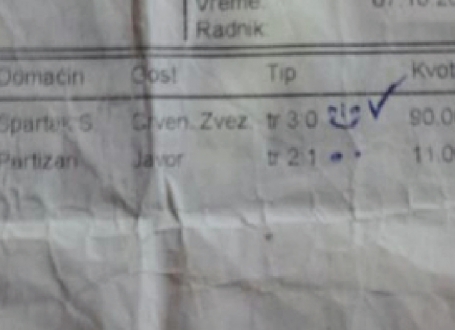 Vreme:
Radnik
Domaćin Gost Tip Kvot
Spartak S Crven. Zvez tr 3 0 90.0
Partizan Javor tr 2 1 11.0